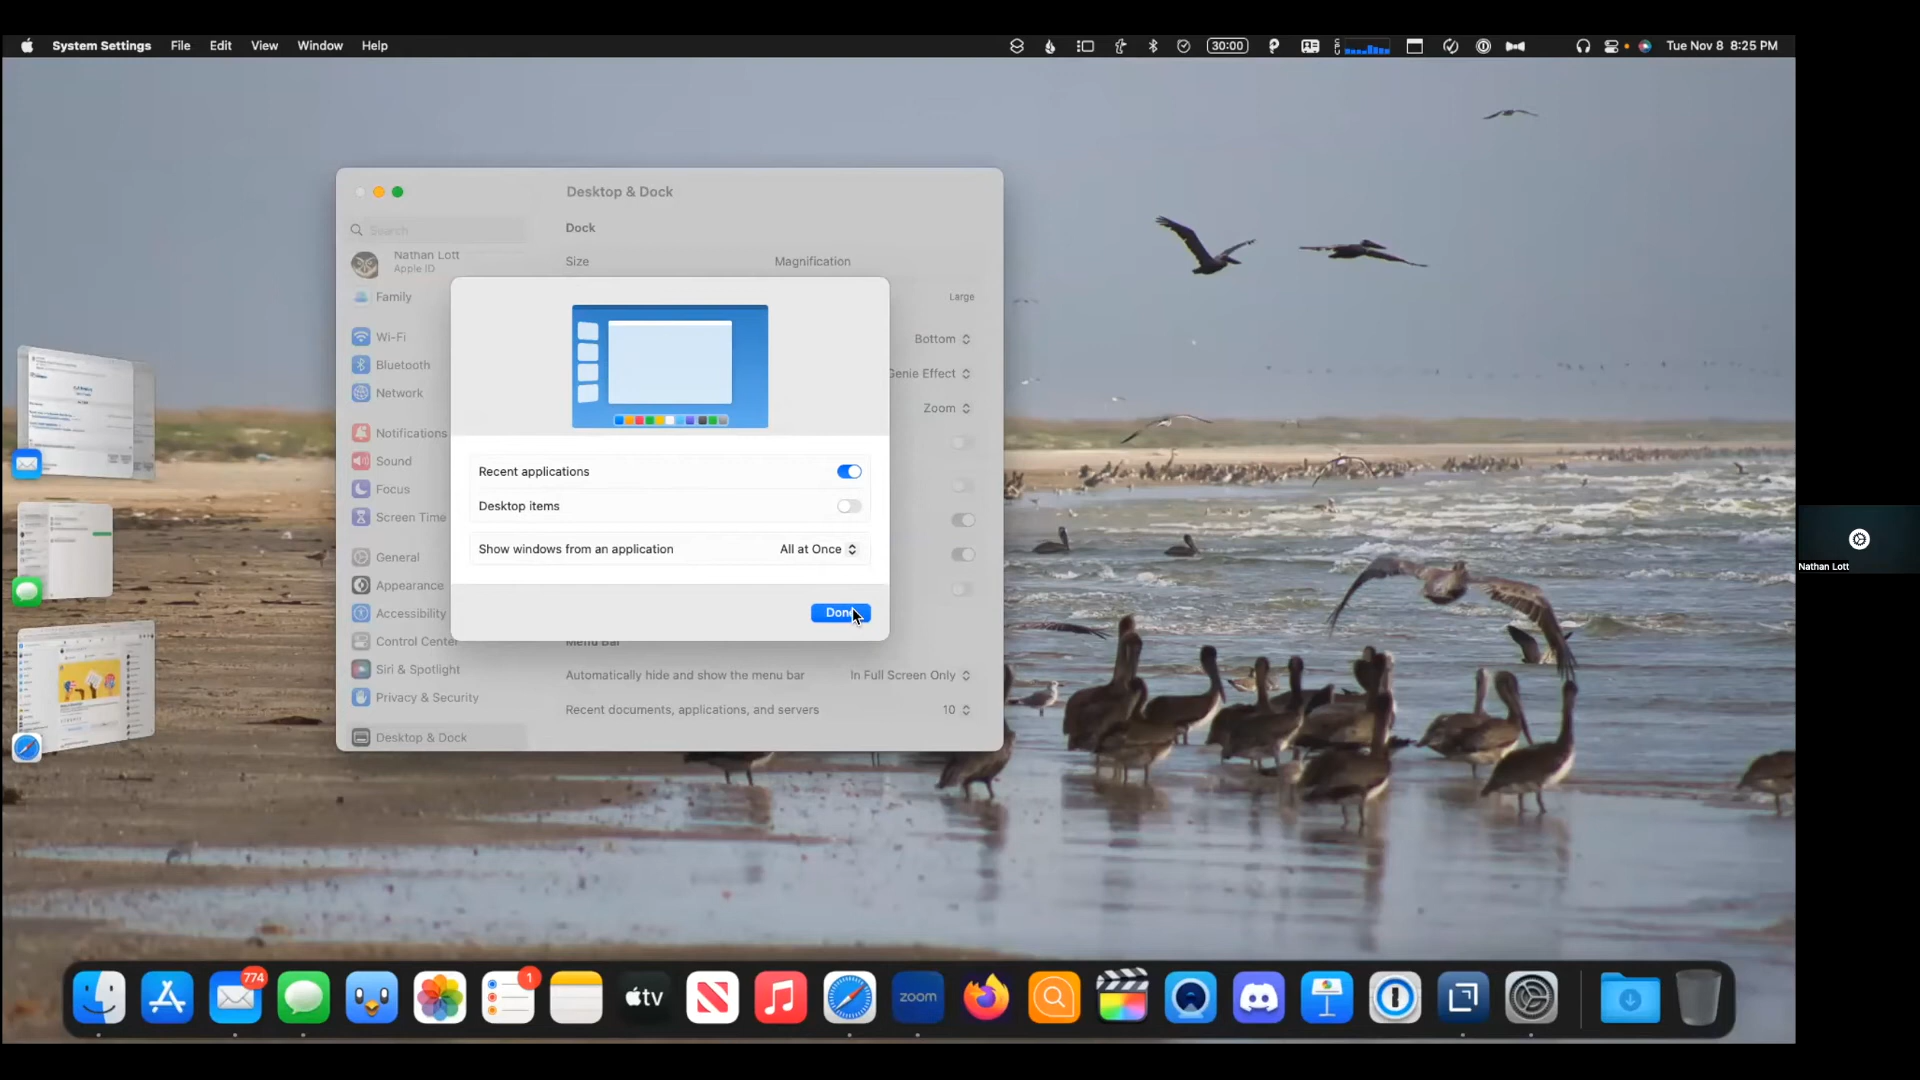 System Settings File Edit View Window Help
30:00
Tue Nov 8 8:25 PM
Desktop & Dock
Search
Dock
Nathan Lott
Apple ID
Size Magnification
Family
Large
Wi-Fi
Bottom
Bluetooth
Genie Effect
Network
Zoom
Notifications
Sound
Focus
Screen Time
General
Appearance
Accessibility
Control Center
Siri & Spotlight
Privacy & Security
Desktop & Dock
Recent applications
Desktop items
Show windows from an application All at Once
Done
Menu Bar
Automatically hide and show the menu bar In Full Screen Only
Recent documents, applications, and servers 10
Nathan Lott
774
1
tv
zoom